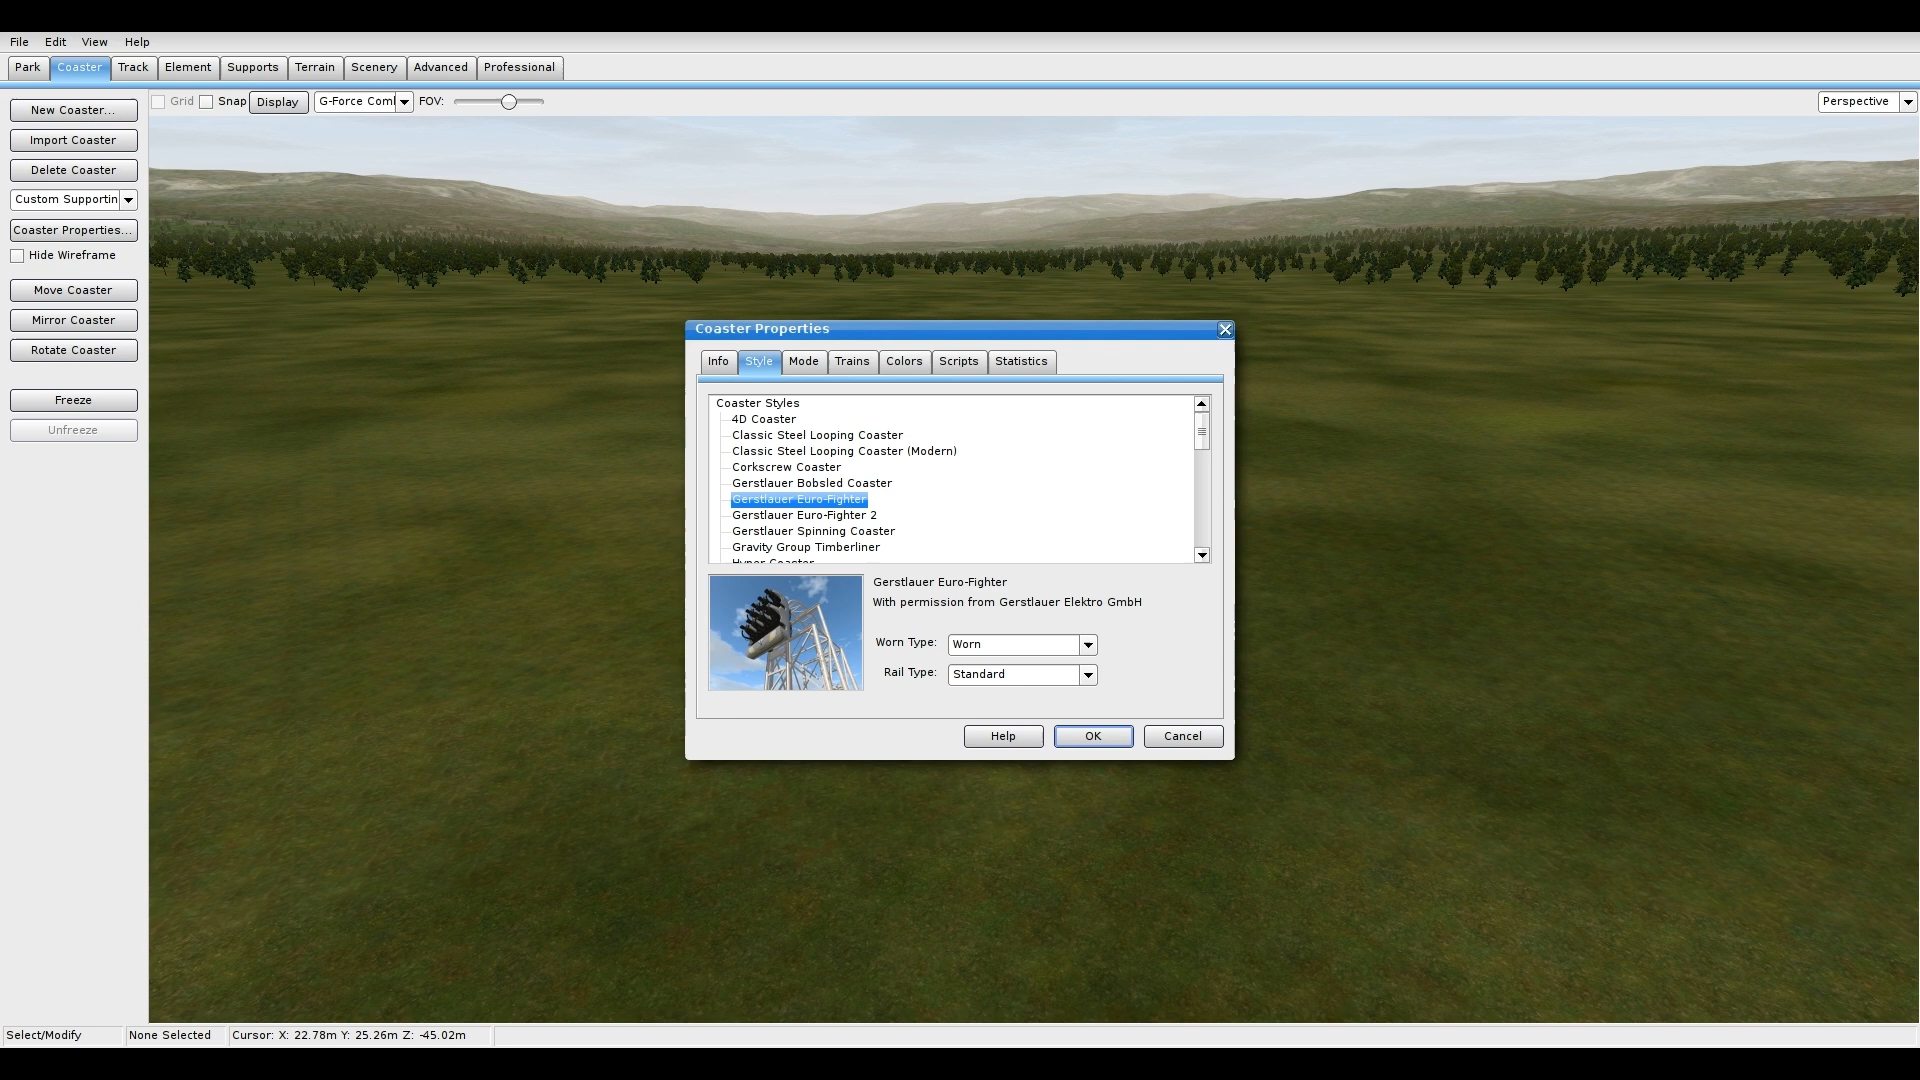 File Edit View Help
Park Coaster Track Element Supports Terrain Scenery Advanced Professional
Grid Snap Display G-Force Com FOV: Perspective
New Coaster...
Import Coaster
Delete Coaster
Custom Supportin
Coaster Properties...
Hide Wireframe
Move Coaster
Mirror Coaster
Rotate Coaster
Freeze
Unfreeze
Coaster Properties
Info Style Mode Trains Colors Scripts Statistics
Coaster Styles
4D Coaster
Classic Steel Looping Coaster
Classic Steel Looping Coaster (Modern)
Corkscrew Coaster
Gerstlauer Bobsled Coaster
Gerstlauer Euro-Fighter
Gerstlauer Euro-Fighter 2
Gerstlauer Spinning Coaster
Gravity Group Timberliner
Hyper Coaster
Gerstlauer Euro-Fighter
With permission from Gerstlauer Elektro GmbH
Worn Type: Worn
Rail Type: Standard
Help OK Cancel
Select/Modify None Selected Cursor: X: 22.78m Y: 25.26m Z: -45.02m